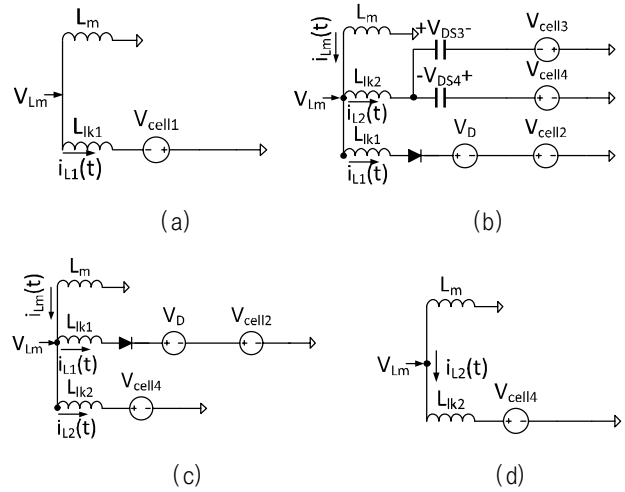 Lm
VLm
Llk1
Vcell1
iL1(t)
(a)
iLm(t)
Lm
+VDS3-
Vcell3
Llk2
-VDS4+
Vcell4
VLm
iL2(t)
Llk1
VD
Vcell2
iL1(t)
(b)
iLm(t)
Lm
Llk1
VD
Vcell2
VLm
iL1(t)
Llk2
Vcell4
iL2(t)
(c)
Lm
VLm
iL2(t)
Llk2
Vcell4
(d)